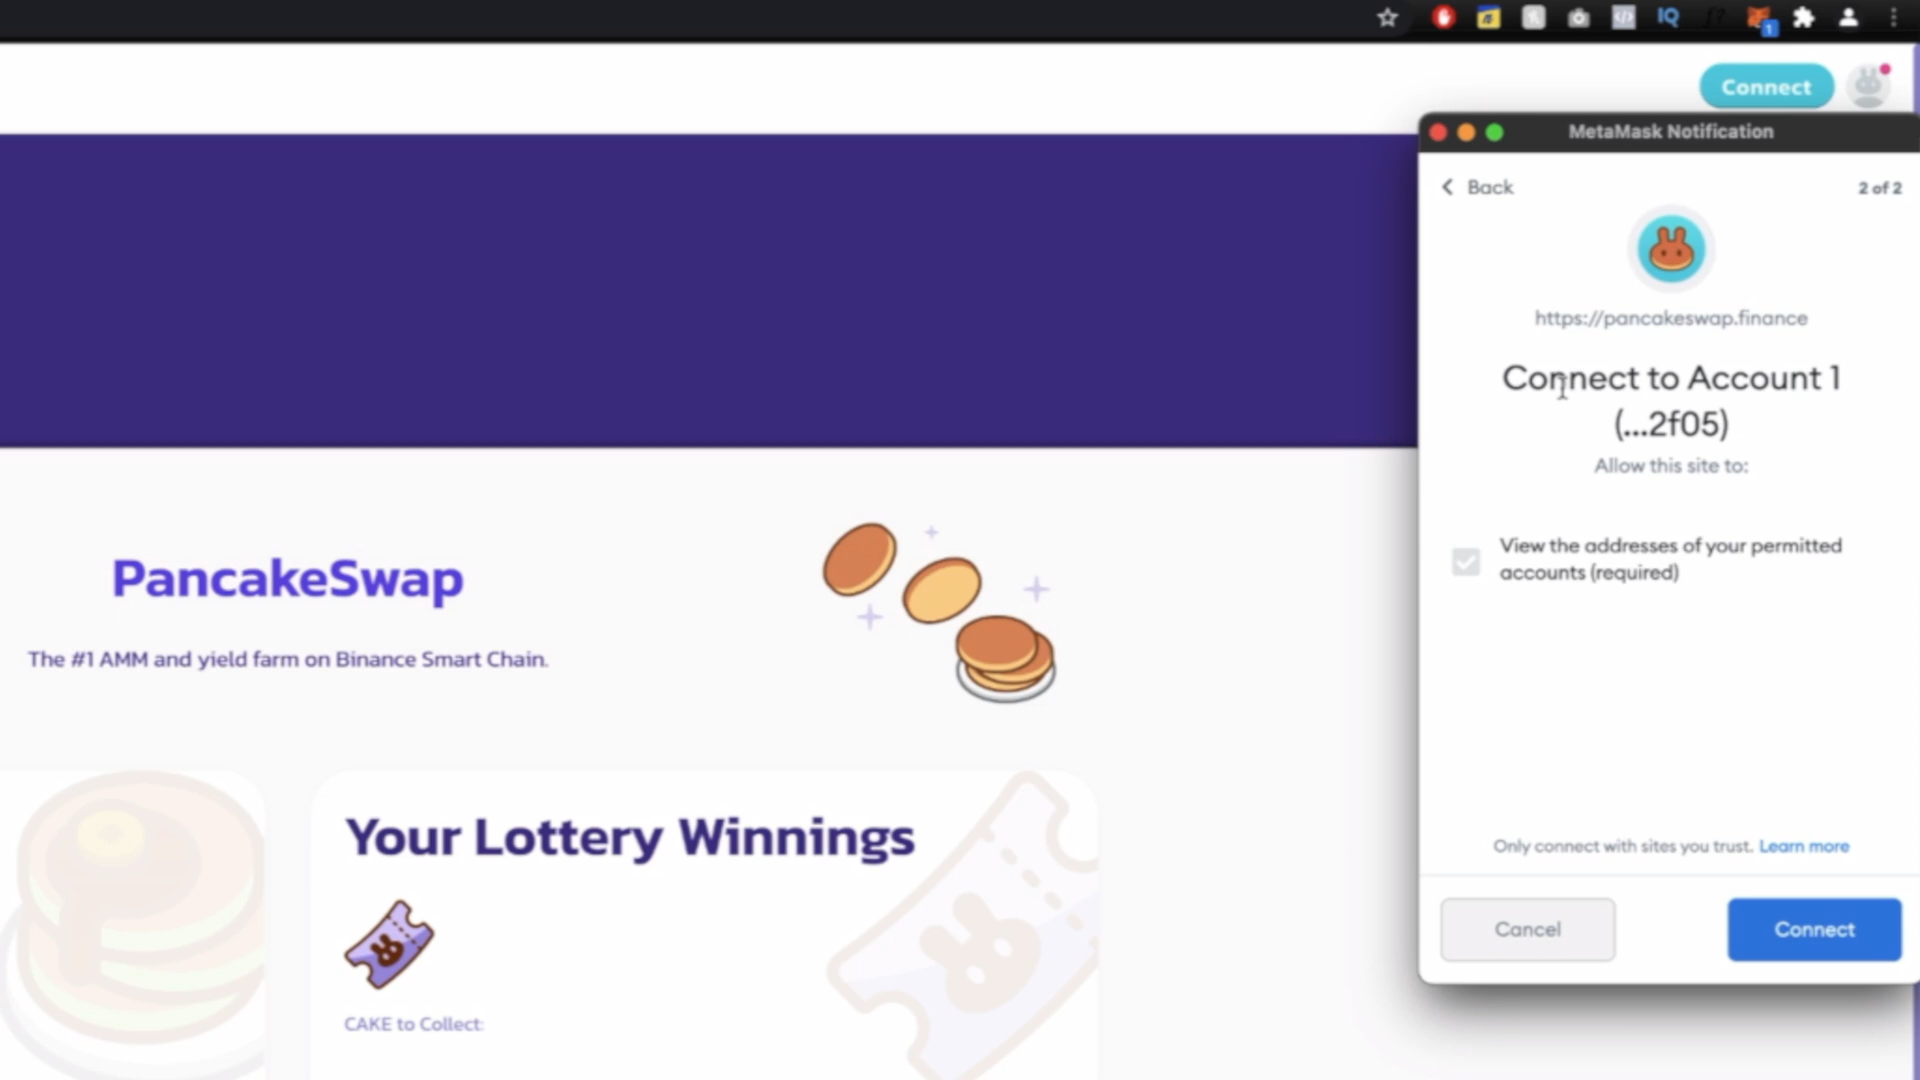 IQ
1
Connect
MetaMask Notification
Back
2 of 2
https://pancakeswap.finance
Connect to Account 1
(...2f05)
Allow this site to:
View the addresses of your permitted
accounts (required)
Only connect with sites you trust. Learn more
Cancel
Connect
PancakeSwap
The #1 AMM and yield farm on Binance Smart Chain.
Your Lottery Winnings
CAKE to Collect: